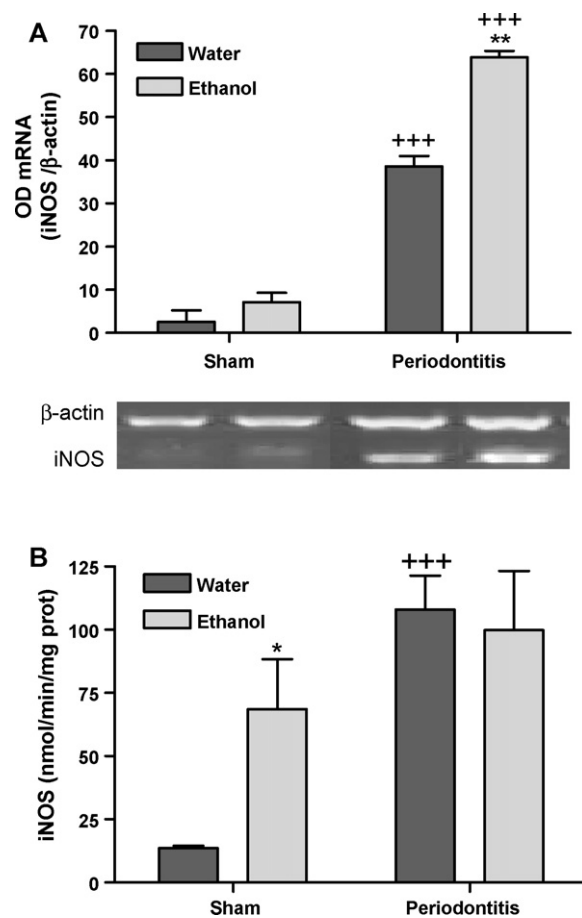 A
Water
Ethanol
OD mRNA
(iNOS /β-actin)
70
60
50
40
30
20
10
0
+++
+++
**
Sham
Periodontitis
β-actin
iNOS
B
Water
Ethanol
iNOS (nmol/min/mg prot)
125
100
75
50
25
0
*
+++
Sham
Periodontitis